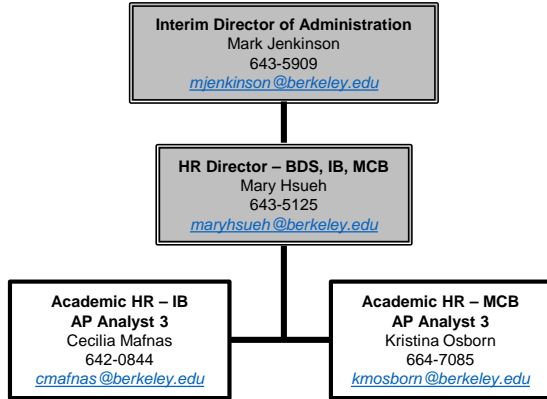 Interim Director of Administration
Mark Jenkinson
643-5909
mjenkinson@berkeley.edu
HR Director – BDS, IB, MCB
Mary Hsueh
643-5125
maryhsueh@berkeley.edu
Academic HR – IB
AP Analyst 3
Cecilia Mafnas
642-0844
cmafnas@berkeley.edu
Academic HR – MCB
AP Analyst 3
Kristina Osborn
664-7085
kmosborn@berkeley.edu